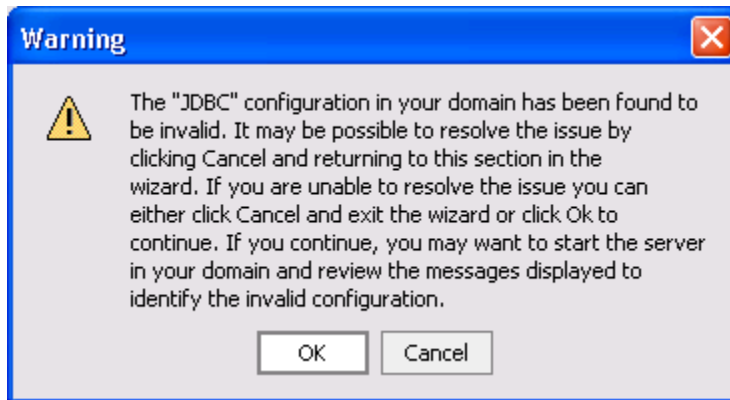 Warning
The "JDBC" configuration in your domain has been found to
be invalid. It may be possible to resolve the issue by
clicking Cancel and returning to this section in the
wizard. If you are unable to resolve the issue you can
either click Cancel and exit the wizard or click Ok to
continue. If you continue, you may want to start the server
in your domain and review the messages displayed to
identify the invalid configuration.
OK Cancel